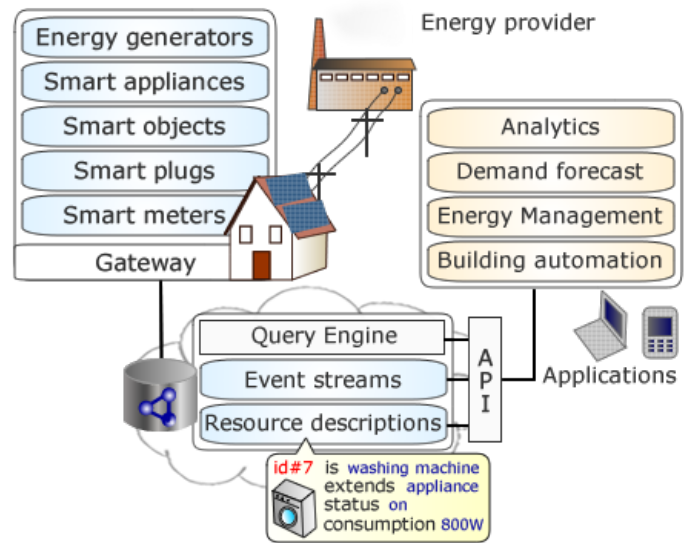 Energy generators
Smart appliances
Smart objects
Smart plugs
Smart meters
Gateway
Energy provider
Analytics
Demand forecast
Energy Management
Building automation
Applications
Query Engine
Event streams
Resource descriptions
API
id#7 is washing machine
extends appliance
status on
consumption 800W